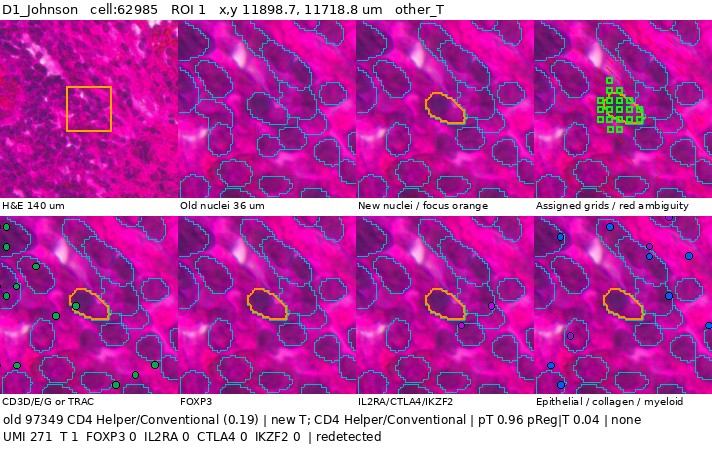 D1_Johnson   cell:62985   ROI 1   x,y 11898.7, 11718.8 um   other_T
H&E 140 um
Old nuclei 36 um
New nuclei / focus orange
Assigned grids / red ambiguity
CD3D/E/G or TRAC
FOXP3
IL2RA/CTLA4/IKZF2
Epithelial / collagen / myeloid
old 97349 CD4 Helper/Conventional (0.19) | new T; CD4 Helper/Conventional | pT 0.96 pReg|T 0.04 | none
UMI 271  T 1  FOXP3 0  IL2RA 0  CTLA4 0  IKZF2 0  | redetected